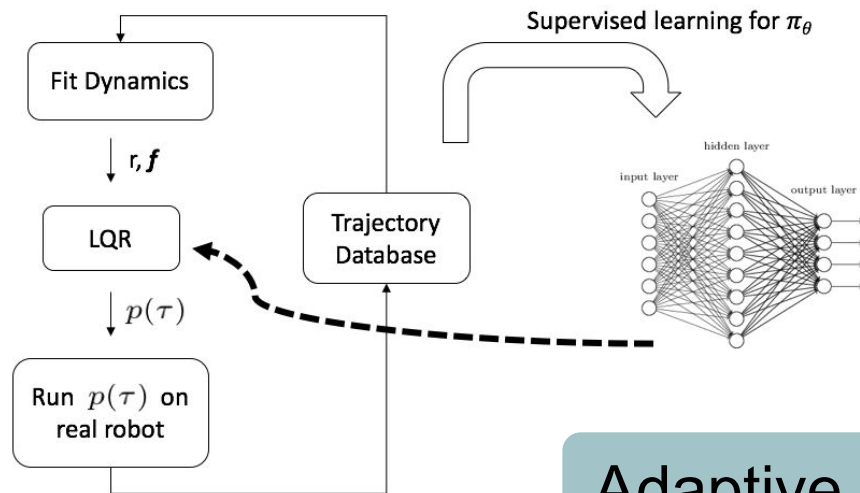 Supervised learning for π_θ
Fit Dynamics
r, f
LQR
p(τ)
Run p(τ) on
real robot
Trajectory
Database
hidden layer
input layer
output layer
Adaptive